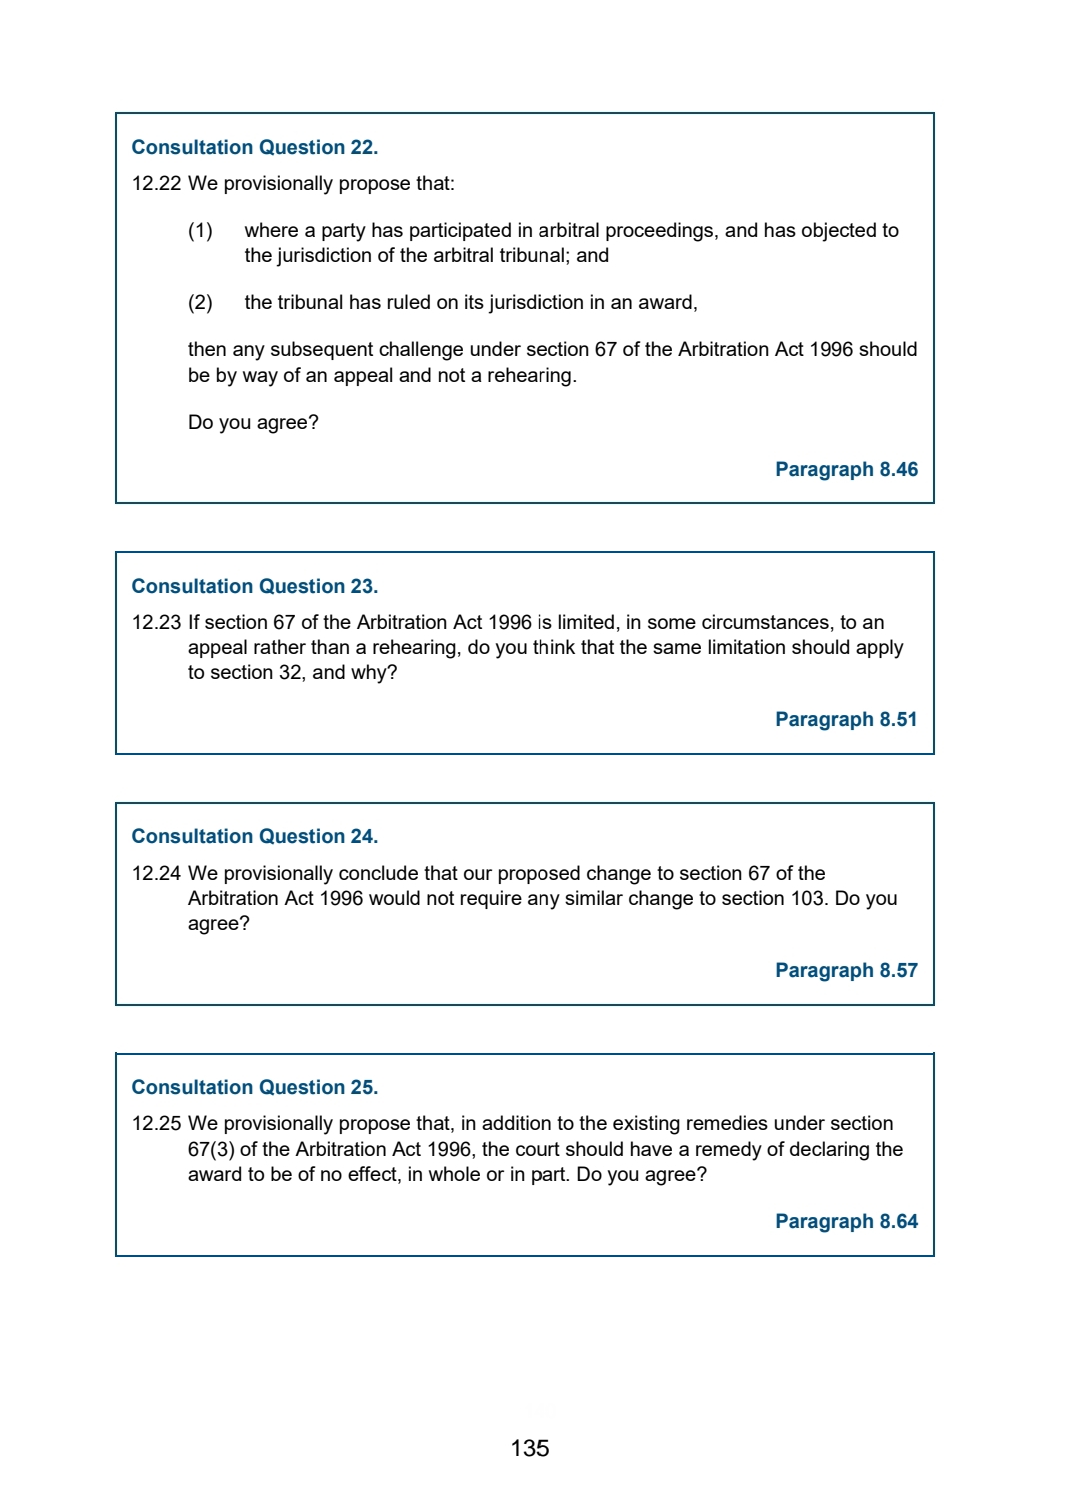 Consultation Question 22.
12.22 We provisionally propose that:
(1) where a party has participated in arbitral proceedings, and has objected to
the jurisdiction of the arbitral tribunal; and
(2) the tribunal has ruled on its jurisdiction in an award,
then any subsequent challenge under section 67 of the Arbitration Act 1996 should
be by way of an appeal and not a rehearing.
Do you agree?
Paragraph 8.46
Consultation Question 23.
12.23 If section 67 of the Arbitration Act 1996 is limited, in some circumstances, to an
appeal rather than a rehearing, do you think that the same limitation should apply
to section 32, and why?
Paragraph 8.51
Consultation Question 24.
12.24 We provisionally conclude that our proposed change to section 67 of the
Arbitration Act 1996 would not require any similar change to section 103. Do you
agree?
Paragraph 8.57
Consultation Question 25.
12.25 We provisionally propose that, in addition to the existing remedies under section
67(3) of the Arbitration Act 1996, the court should have a remedy of declaring the
award to be of no effect, in whole or in part. Do you agree?
Paragraph 8.64
135